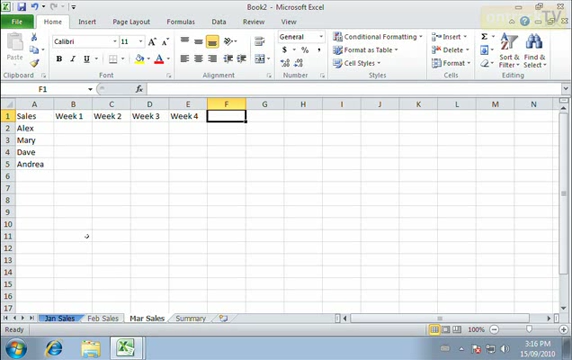 Book2 - Microsoft Excel
TV
File Home Insert Page Layout Formulas Data Review View
Paste Calibri 11 General Conditional Formatting Insert Σ
B I U $ % , Format as Table Delete Sort & Filter Find & Select
Cell Styles Format
Clipboard Font Alignment Number Styles Cells Editing
F1 fx
A B C D E F G H I J K L M N
1 Sales Week 1 Week 2 Week 3 Week 4
2 Alex
3 Mary
4 Dave
5 Andrea
6
7
8
9
10
11
12
13
14
15
16
17
Jan Sales Feb Sales Mar Sales Summary
Ready 100%
3:16 PM
15/09/2010